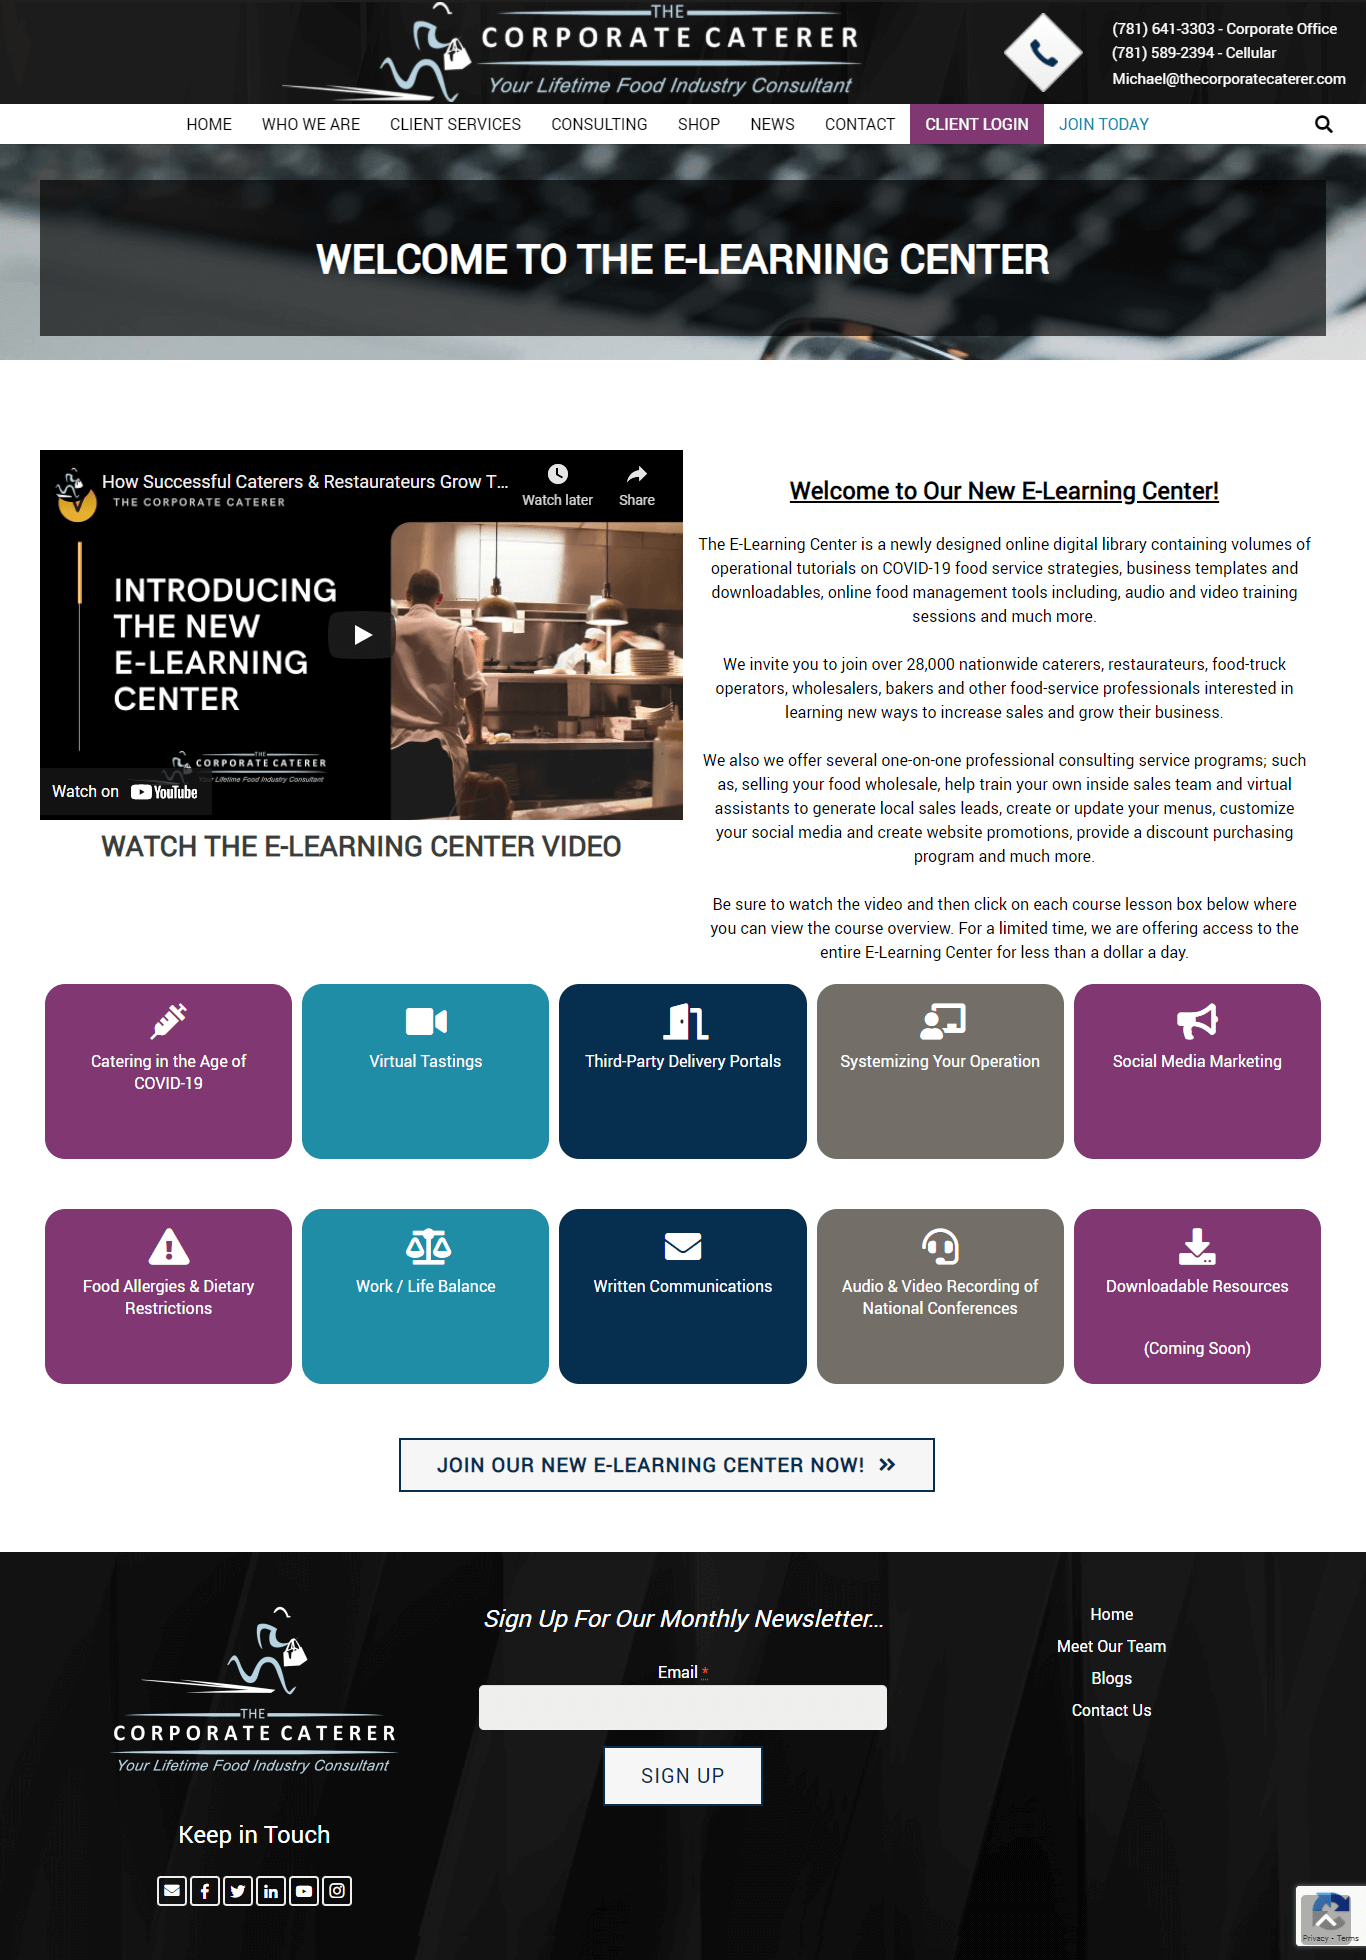 THE
CORPORATE CATERER
Your Lifetime Food Industry Consultant
(781) 641-3303 - Corporate Office
(781) 589-2394 - Cellular
Michael@thecorporatecaterer.com
HOME WHO WE ARE CLIENT SERVICES CONSULTING SHOP NEWS CONTACT CLIENT LOGIN JOIN TODAY
WELCOME TO THE E-LEARNING CENTER
How Successful Caterers & Restaurateurs Grow T...
THE CORPORATE CATERER
Watch later
Share
INTRODUCING
THE NEW
E-LEARNING
CENTER
THE
CORPORATE CATERER
Your Lifetime Food Industry Consultant
Watch on YouTube
WATCH THE E-LEARNING CENTER VIDEO
Welcome to Our New E-Learning Center!
The E-Learning Center is a newly designed online digital library containing volumes of
operational tutorials on COVID-19 food service strategies, business templates and
downloadables, online food management tools including, audio and video training
sessions and much more.
We invite you to join over 28,000 nationwide caterers, restaurateurs, food-truck
operators, wholesalers, bakers and other food-service professionals interested in
learning new ways to increase sales and grow their business.
We also we offer several one-on-one professional consulting service programs; such
as, selling your food wholesale, help train your own inside sales team and virtual
assistants to generate local sales leads, create or update your menus, customize
your social media and create website promotions, provide a discount purchasing
program and much more.
Be sure to watch the video and then click on each course lesson box below where
you can view the course overview. For a limited time, we are offering access to the
entire E-Learning Center for less than a dollar a day.
Catering in the Age of
COVID-19
Virtual Tastings
Third-Party Delivery Portals
Systemizing Your Operation
Social Media Marketing
Food Allergies & Dietary
Restrictions
Work / Life Balance
Written Communications
Audio & Video Recording of
National Conferences
Downloadable Resources
(Coming Soon)
JOIN OUR NEW E-LEARNING CENTER NOW! »
THE
CORPORATE CATERER
Your Lifetime Food Industry Consultant
Keep in Touch
Sign Up For Our Monthly Newsletter...
Email *
SIGN UP
Home
Meet Our Team
Blogs
Contact Us
Privacy - Terms